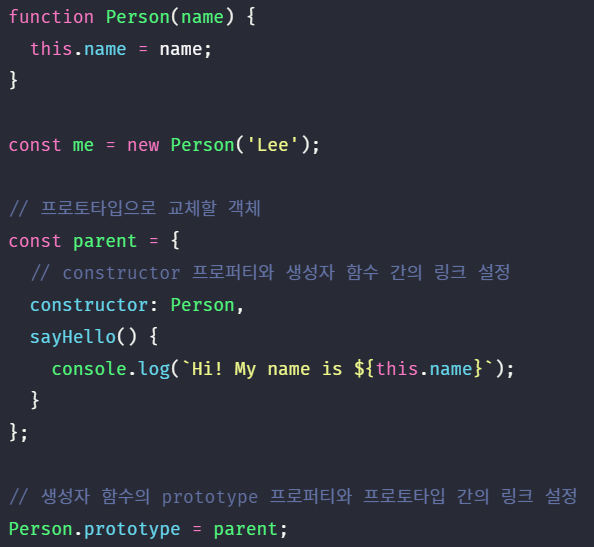 function Person(name) {
  this.name = name;
}
const me = new Person('Lee');
// 프로토타입으로 교체할 객체
const parent = {
  // constructor 프로퍼티와 생성자 함수 간의 링크 설정
  constructor: Person,
  sayHello() {
    console.log(`Hi! My name is ${this.name}`);
  }
};
// 생성자 함수의 prototype 프로퍼티와 프로토타입 간의 링크 설정
Person.prototype = parent;